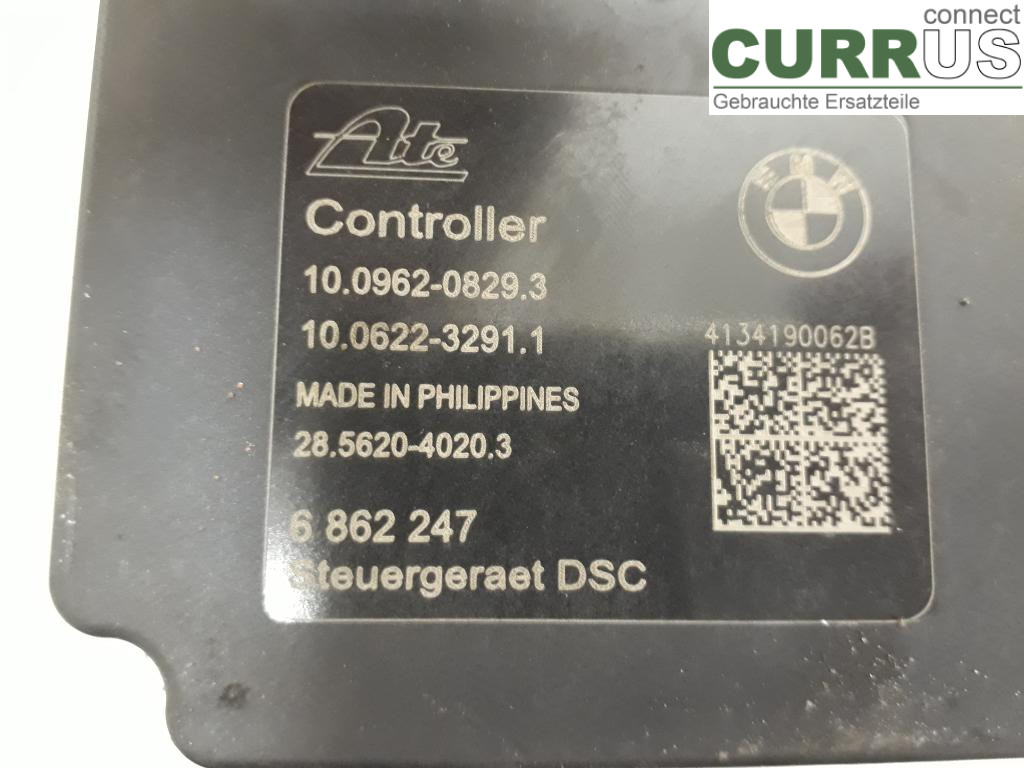 connect
CURRUS
Gebrauchte Ersatzteile
Ate
BMW
Controller
10.0962-0829.3
10.0622-3291.1
4134190062B
MADE IN PHILIPPINES
28.5620-4020.3
6 862 247
Steuergeraet DSC